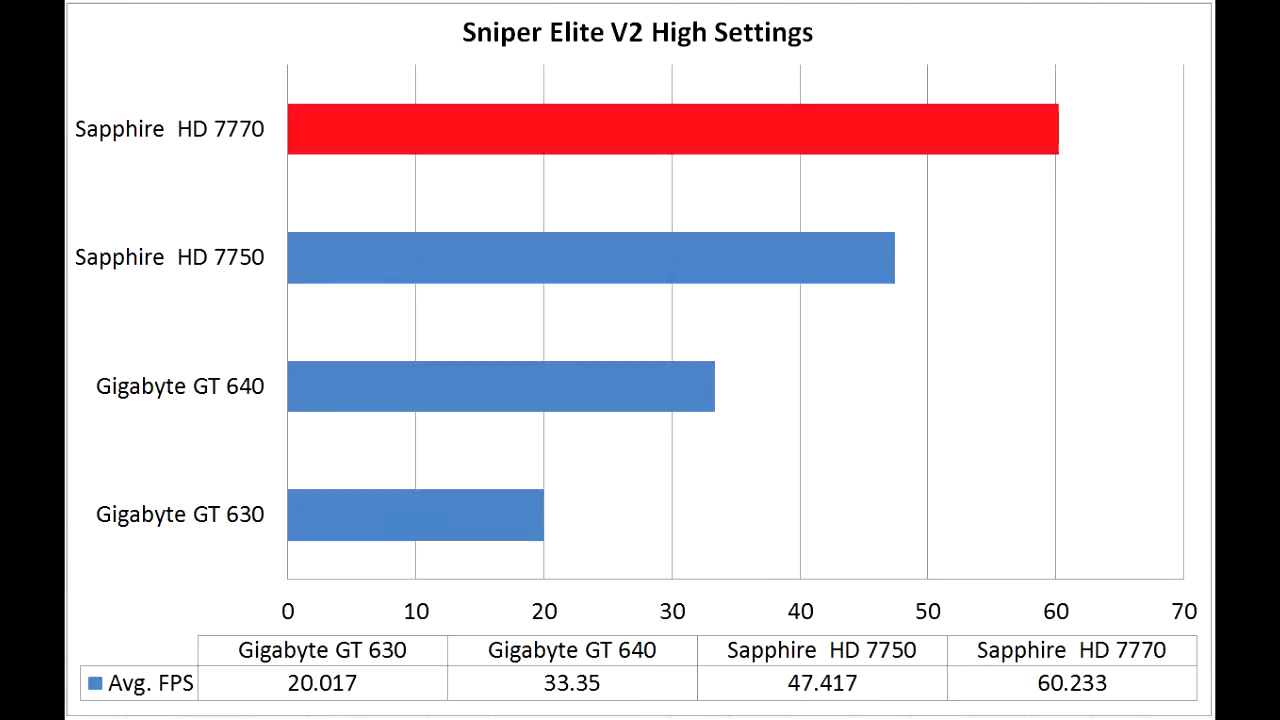 Sniper Elite V2 High Settings
Sapphire  HD 7770
Sapphire  HD 7750
Gigabyte GT 640
Gigabyte GT 630
0 10 20 30 40 50 60 70
Gigabyte GT 630 Gigabyte GT 640 Sapphire  HD 7750 Sapphire  HD 7770
Avg. FPS 20.017 33.35 47.417 60.233